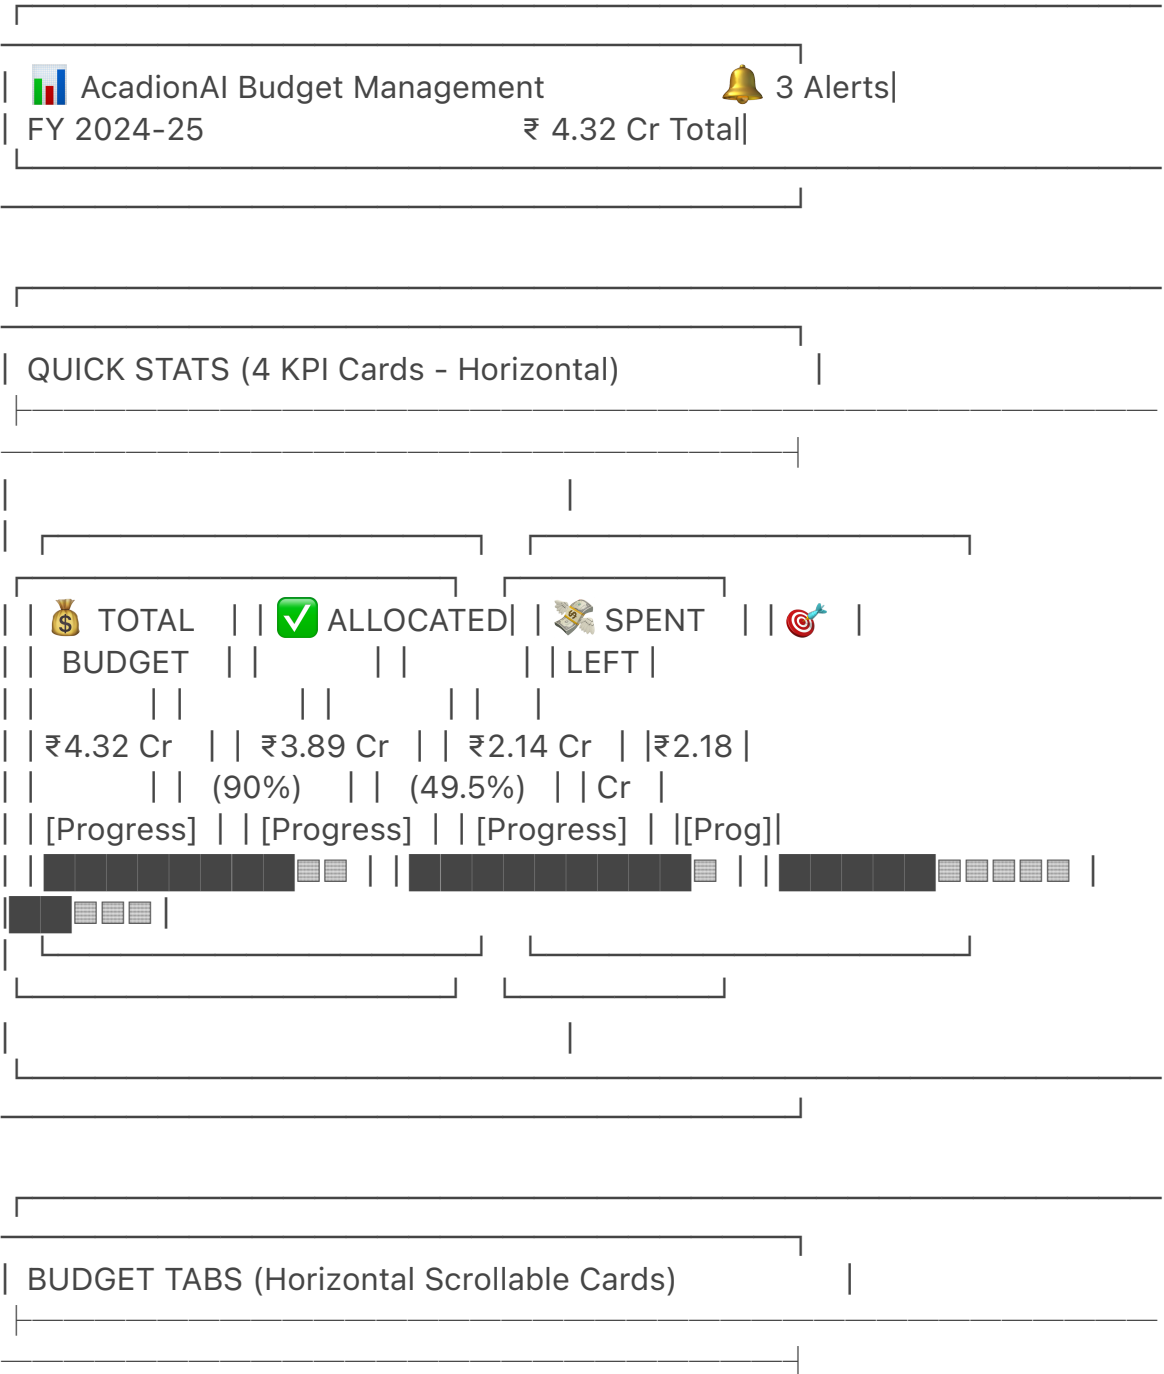 📊 AcadionAI Budget Management 🔔 3 Alerts|
| FY 2024-25 ₹ 4.32 Cr Total|
| QUICK STATS (4 KPI Cards - Horizontal) |
| | 💰 TOTAL | | ✅ ALLOCATED| | 💸 SPENT | | 🎯 |
| | BUDGET | | | | | | LEFT |
| | ₹4.32 Cr | | ₹3.89 Cr | | ₹2.14 Cr | |₹2.18 |
| | | | (90%) | | (49.5%) | | Cr |
| | [Progress] | | [Progress] | | [Progress] | |[Prog]|
| BUDGET TABS (Horizontal Scrollable Cards) |